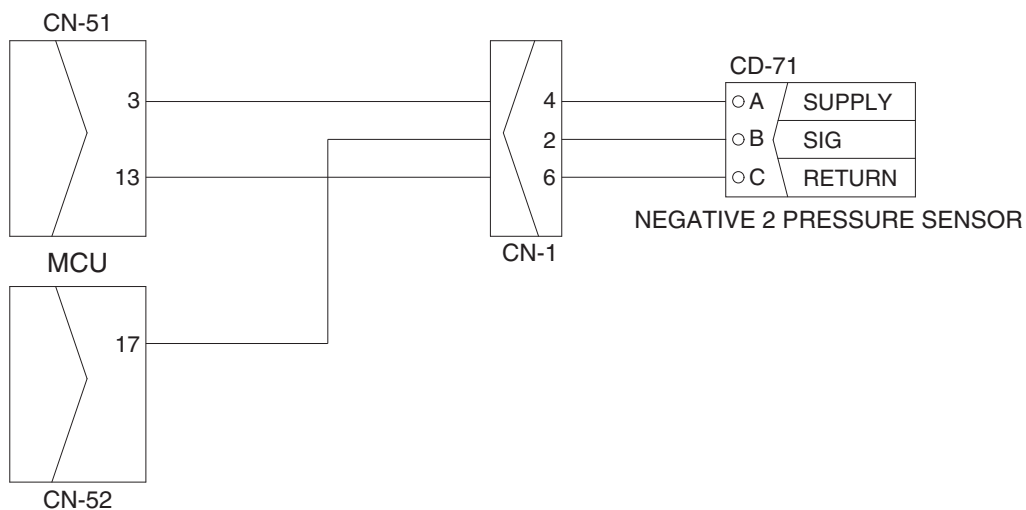 CN-51
3
13
MCU
17
CN-52
4
2
6
CN-1
CD-71
A SUPPLY
B SIG
C RETURN
NEGATIVE 2 PRESSURE SENSOR